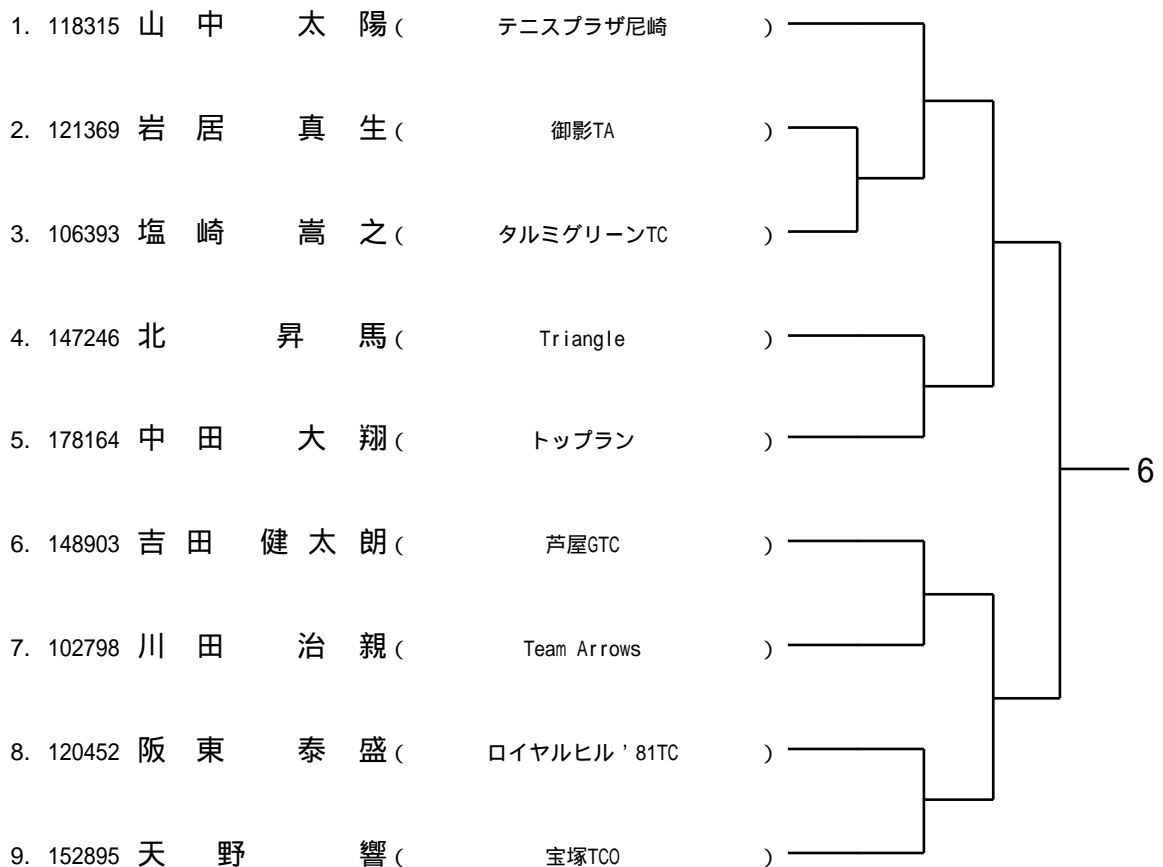 1. 118315 山中 太陽 ( テニスプラザ尼崎 )
2. 121369 岩居 真生 ( 御影TA )
3. 106393 塩崎 嵩之 ( タルミグリーンTC )
4. 147246 北 昇馬 ( Triangle )
5. 178164 中田 大翔 ( トップラン )
6
6. 148903 吉田 健太朗 ( 芦屋GTC )
7. 102798 川田 治親 ( Team Arrows )
8. 120452 阪東 泰盛 ( ロイヤルヒル’81TC )
9. 152895 天野 響 ( 宝塚TCO )